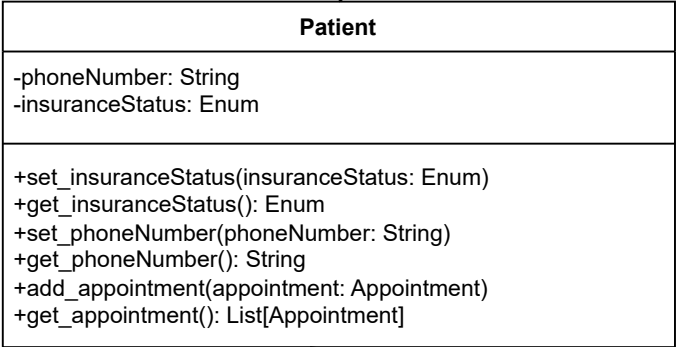 Patient
-phoneNumber: String
-insuranceStatus: Enum
+set_insuranceStatus(insuranceStatus: Enum)
+get_insuranceStatus(): Enum
+set_phoneNumber(phoneNumber: String)
+get_phoneNumber(): String
+add_appointment(appointment: Appointment)
+get_appointment(): List[Appointment]